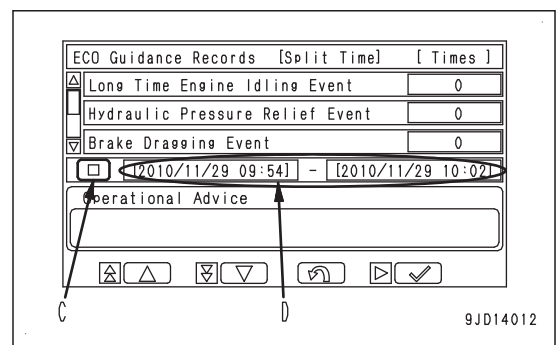 ECO Guidance Records [Split Time] [ Times ]
Long Time Engine Idling Event 0
Hydraulic Pressure Relief Event 0
Brake Dragging Event 0
[2010/11/29 09:54] – [2010/11/29 10:02]
Operational Advice
C D
9JD14012